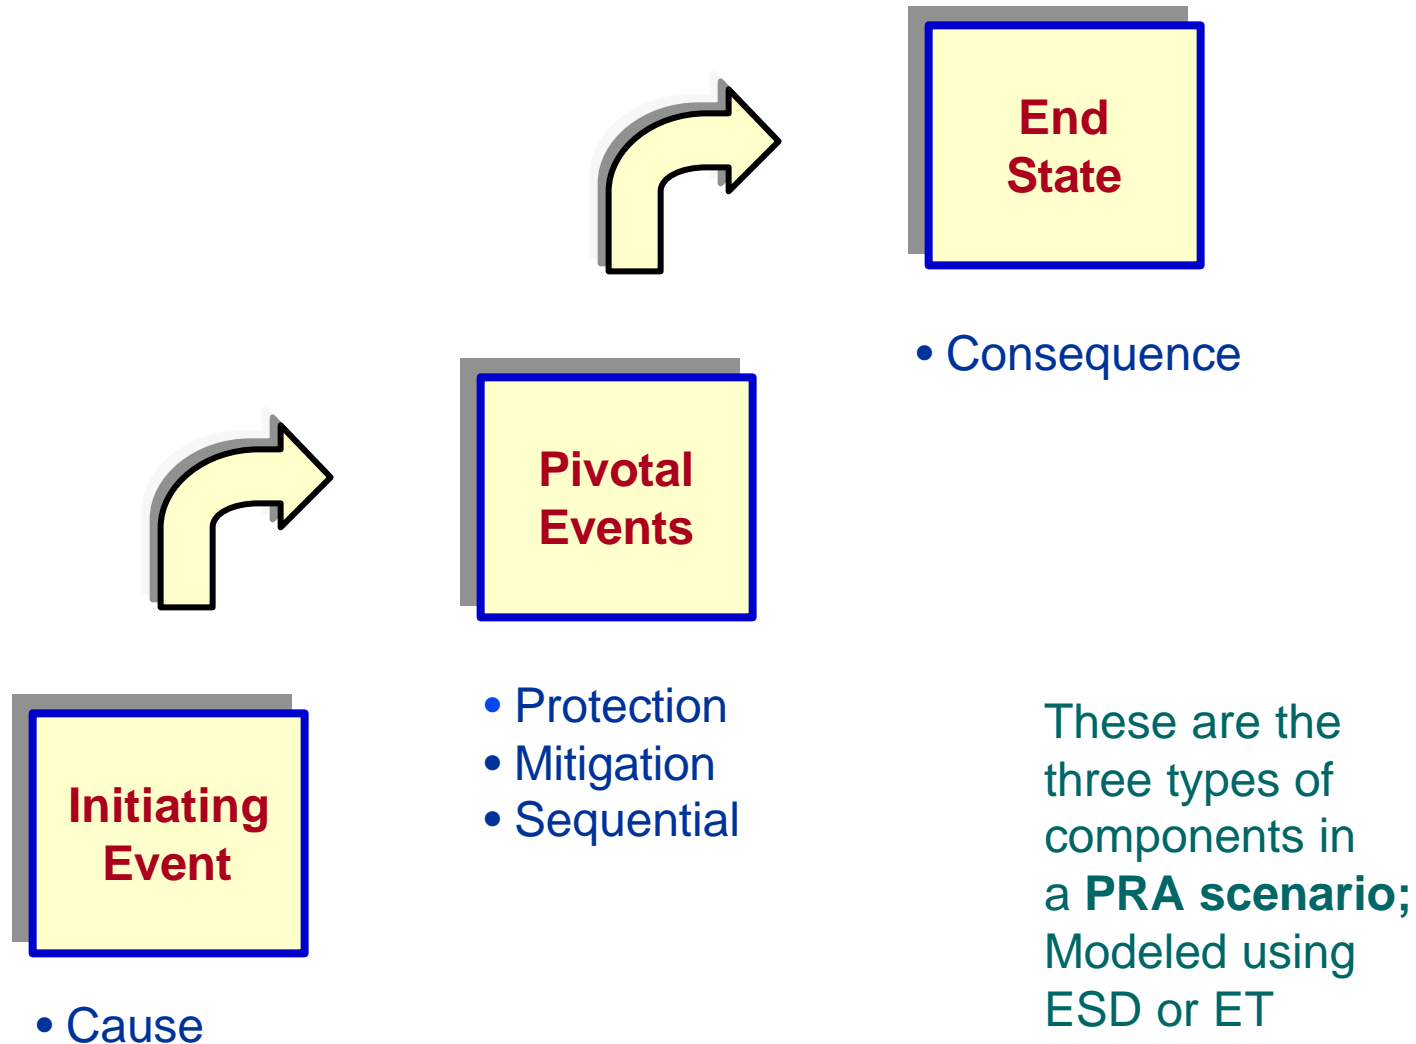 End
State
• Consequence
Pivotal
Events
• Protection
• Mitigation
• Sequential
Initiating
Event
• Cause
These are the
three types of
components in
a PRA scenario;
Modeled using
ESD or ET